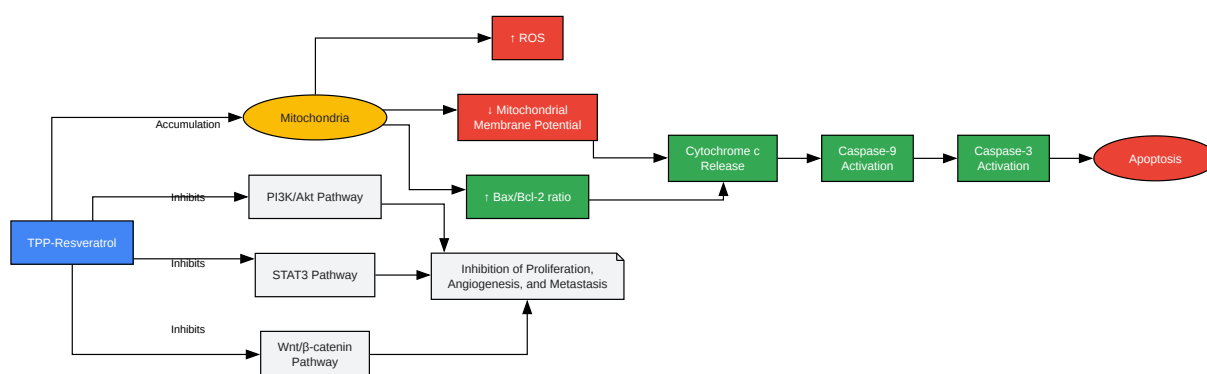 ↑ ROS
Mitochondria
↓ Mitochondrial
Membrane Potential
Accumulation
Cytochrome c
Release
Caspase-9
Activation
Caspase-3
Activation
Apoptosis
Inhibits
PI3K/Akt Pathway
↑ Bax/Bcl-2 ratio
TPP-Resveratrol
Inhibits
STAT3 Pathway
Inhibition of Proliferation,
Angiogenesis, and Metastasis
Inhibits
Wnt/β-catenin
Pathway